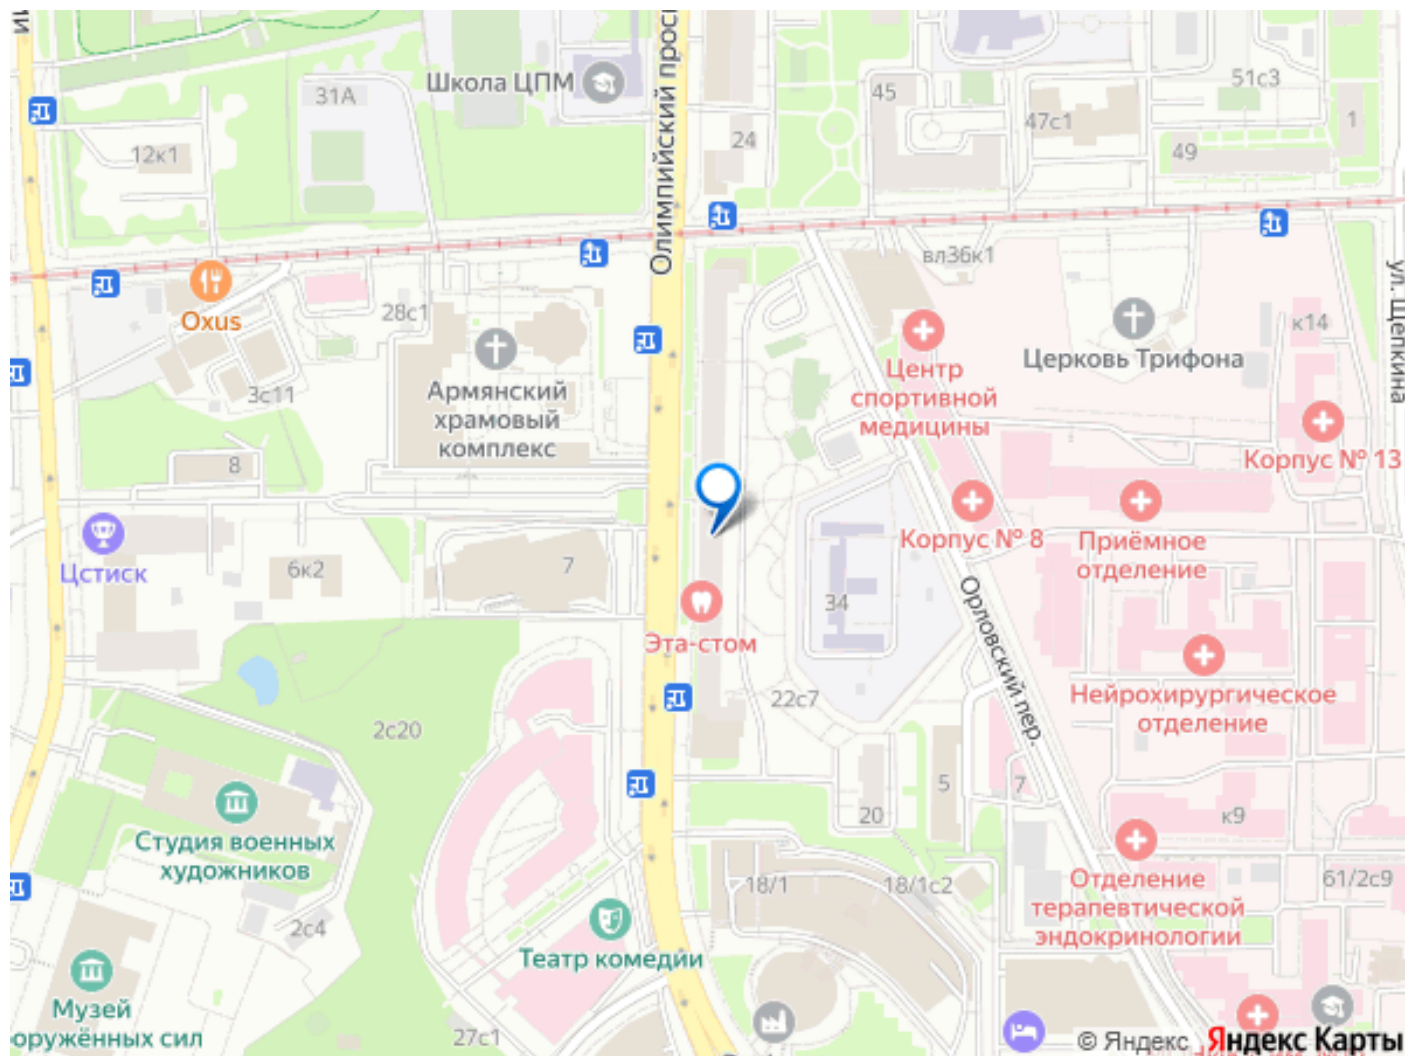 Олимпийский прос
Школа ЦПМ
31А
12к1
24
45
47с1
51с3
49
1
ул. Щепкина
Oxus
28с1
3с11
8
Армянский
храмовый
комплекс
вл36к1
Церковь Трифона
к14
Центр
спортивной
медицины
Корпус № 13
Корпус № 8
Приёмное
отделение
Цстиск
6к2
7
34
Эта-стом
Орловский пер.
22с7
Нейрохирургическое
отделение
2с20
5
7
20
к9
Студия военных
художников
18/1
18/1с2
Отделение
терапевтической
эндокринологии
61/2с9
2с4
Театр комедии
Музей
оружённых сил
27с1
© Яндекс
Яндекс Карты